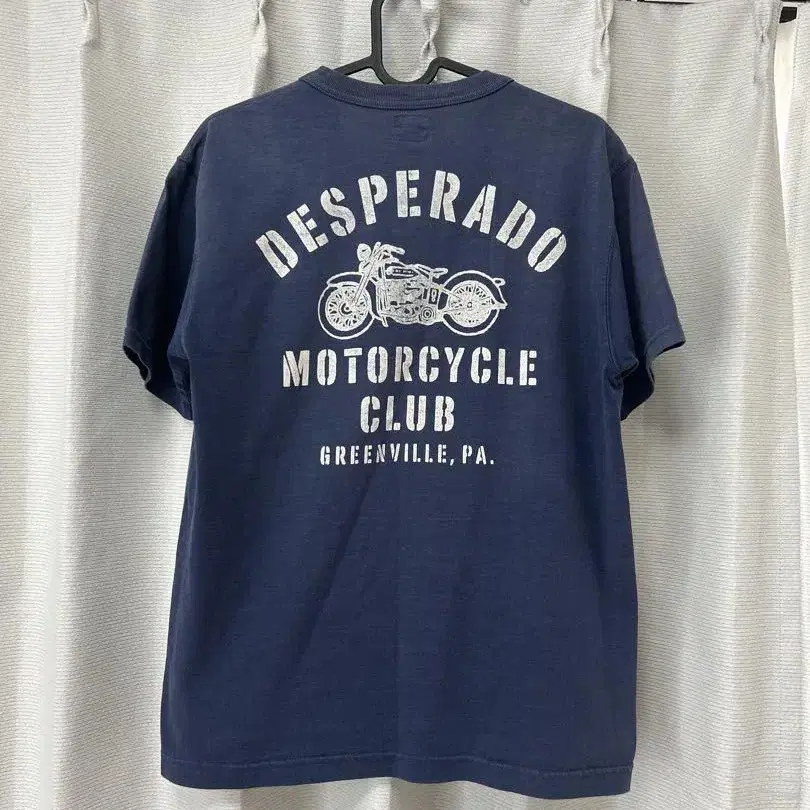 DESPERADO
MOTORCYCLE
CLUB
GREENVILLE, PA.